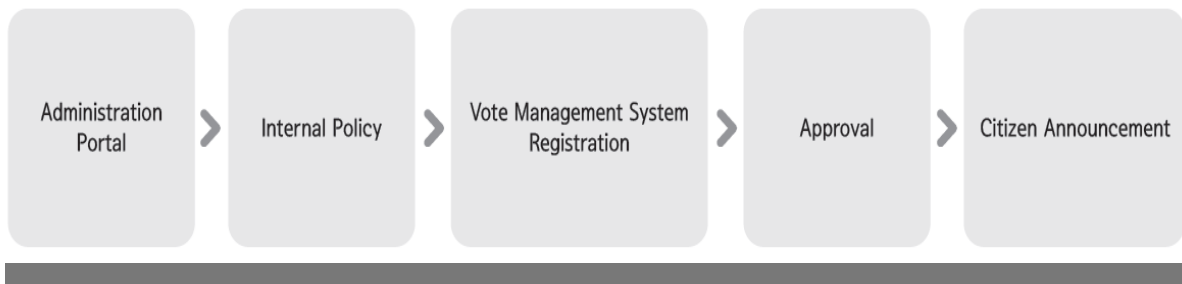 Administration
Portal
Internal Policy
Vote Management System
Registration
Approval
Citizen Announcement